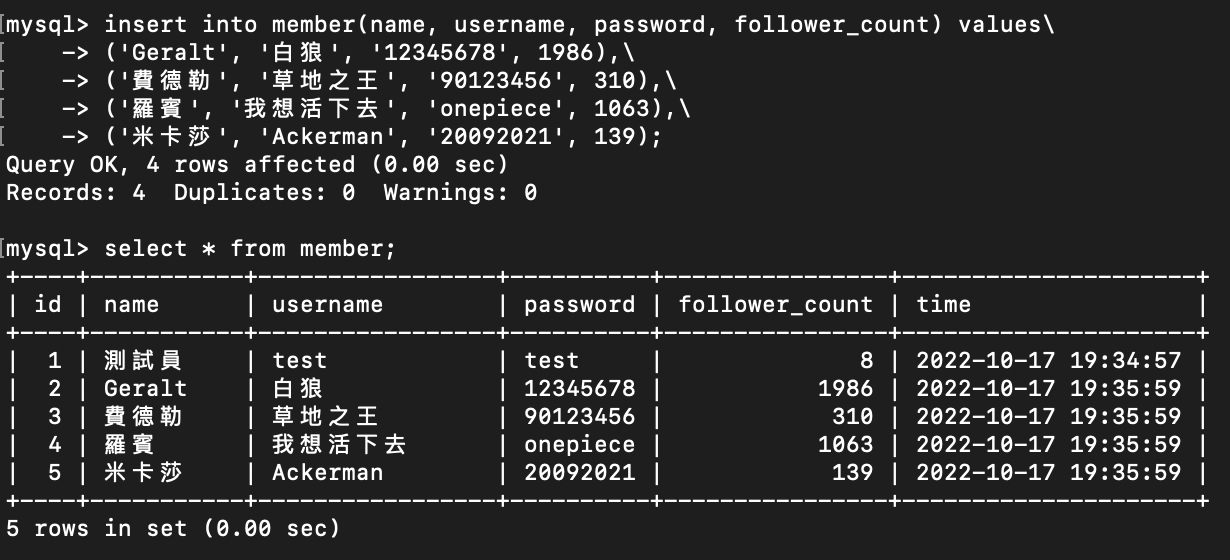 mysql> insert into member(name, username, password, follower_count) values\
    -> ('Geralt', '白狼', '12345678', 1986),\
    -> ('費德勒', '草地之王', '90123456', 310),\
    -> ('羅賓', '我想活下去', 'onepiece', 1063),\
    -> ('米卡莎', 'Ackerman', '20092021', 139);
Query OK, 4 rows affected (0.00 sec)
Records: 4  Duplicates: 0  Warnings: 0
mysql> select * from member;
+----+-----------+-----------------+----------+----------------+---------------------+
| id | name      | username        | password | follower_count | time                |
+----+-----------+-----------------+----------+----------------+---------------------+
|  1 | 測試員    | test            | test     |              8 | 2022-10-17 19:34:57 |
|  2 | Geralt    | 白狼            | 12345678 |           1986 | 2022-10-17 19:35:59 |
|  3 | 費德勒    | 草地之王        | 90123456 |            310 | 2022-10-17 19:35:59 |
|  4 | 羅賓      | 我想活下去      | onepiece |           1063 | 2022-10-17 19:35:59 |
|  5 | 米卡莎    | Ackerman        | 20092021 |            139 | 2022-10-17 19:35:59 |
+----+-----------+-----------------+----------+----------------+---------------------+
5 rows in set (0.00 sec)